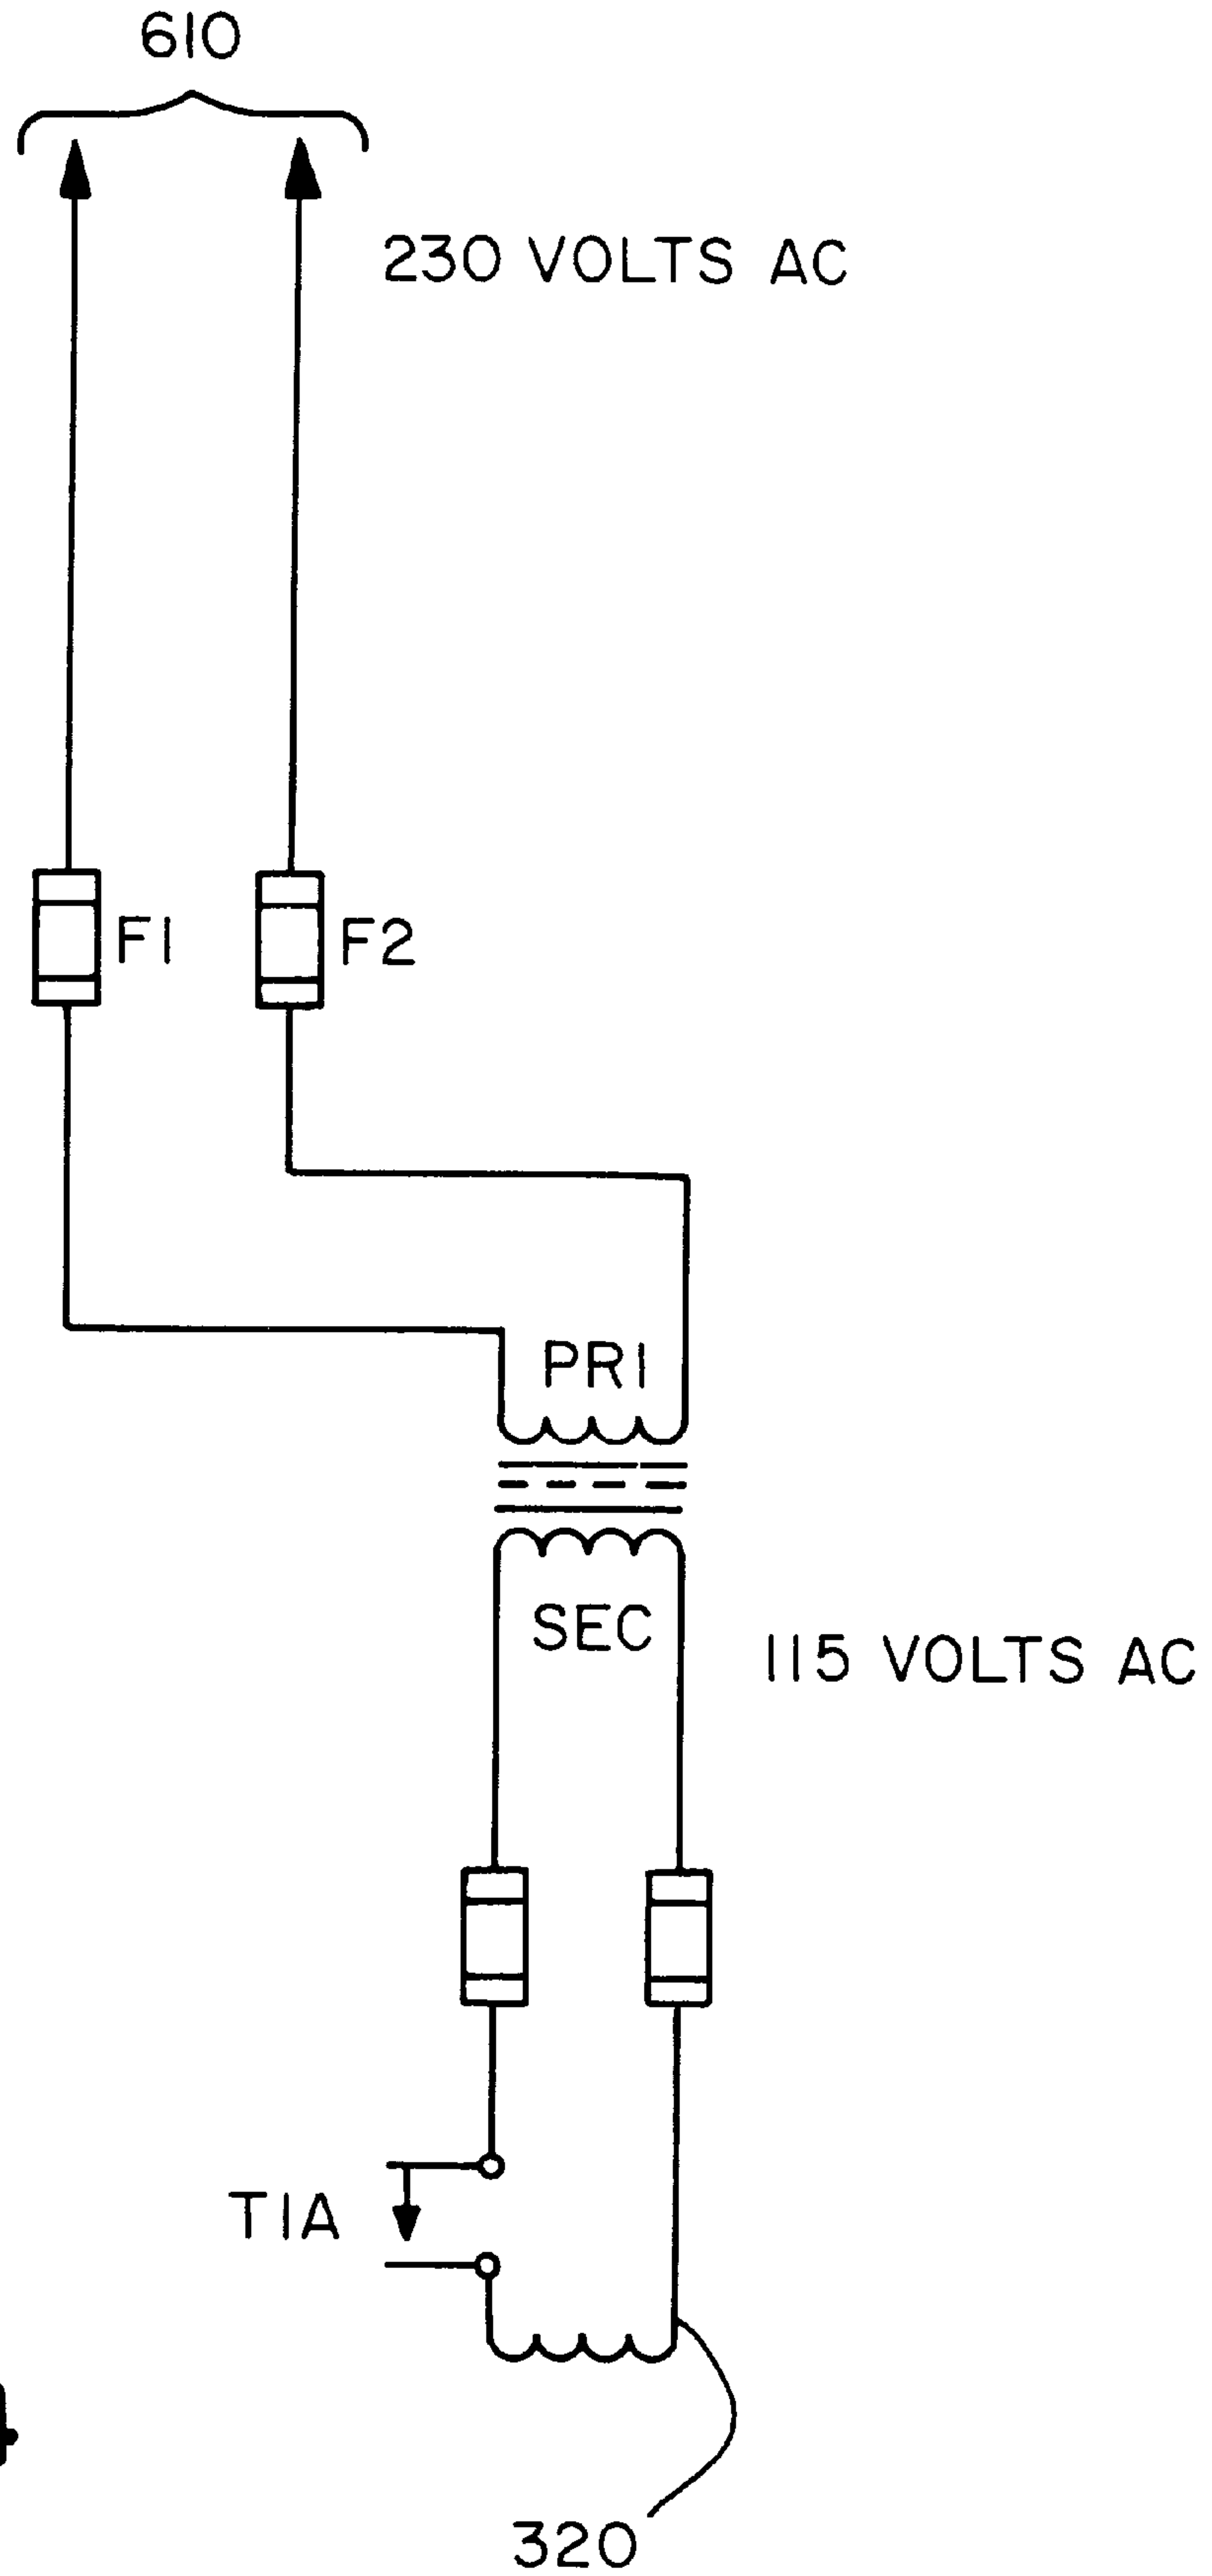 610
230 VOLTS AC
F1
F2
PRI
SEC
115 VOLTS AC
T1A
320